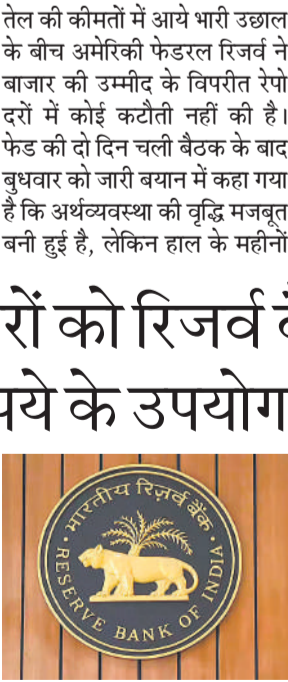 तेल की कीमतों में आये भारी उछाल
के बीच अमेरिकी फेडरल रिजर्व ने
बाजार की उम्मीद के विपरीत रेपो
दरों में कोई कटौती नहीं की है।
फेड की दो दिन चली बैठक के बाद
बुधवार को जारी बयान में कहा गया
है कि अर्थव्यवस्था की वृद्धि मजबूत
बनी हुई है, लेकिन हाल के महीनों
रों को रिजर्व
के उपयोग
भारतीय रिज़र्व बैंक
RESERVE BANK OF INDIA